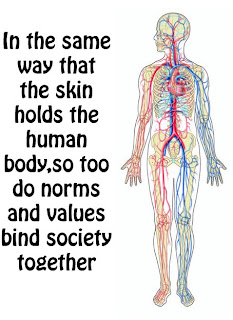 In the same
way that
the skin
holds the
human
body,so too
do norms
and values
bind society
together